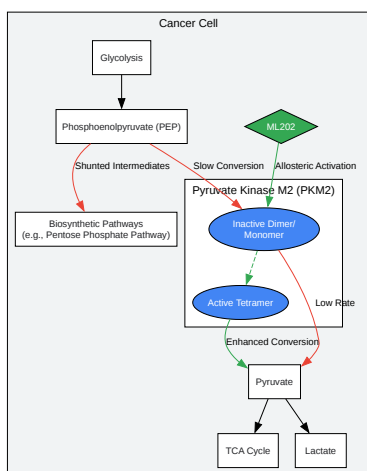 Cancer Cell
Glycolysis
Phosphoenolpyruvate (PEP)
ML202
Shunted Intermediates
Slow Conversion
Allosteric Activation
Pyruvate Kinase M2 (PKM2)
Biosynthetic Pathways
(e.g., Pentose Phosphate Pathway)
Inactive Dimer/
Monomer
Active Tetramer
Low Rate
Enhanced Conversion
Pyruvate
TCA Cycle
Lactate